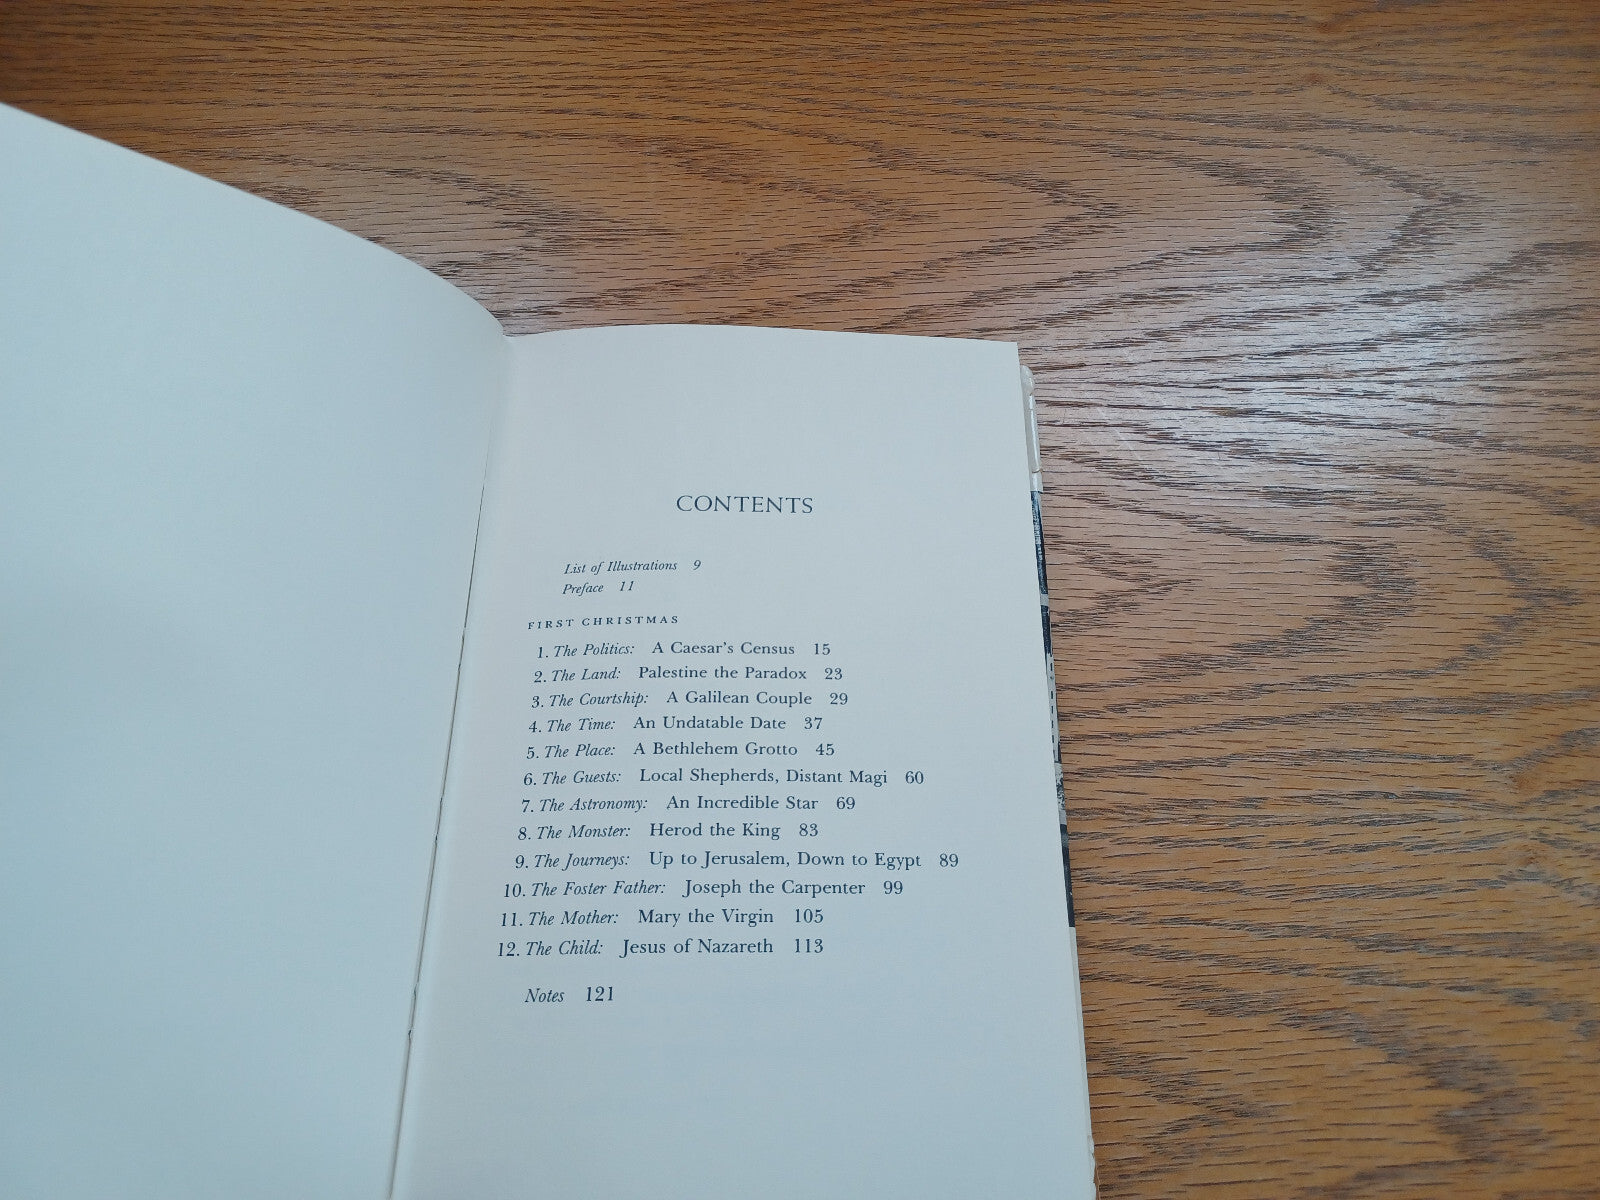 CONTENTS
List of Illustrations 9
Preface 11
FIRST CHRISTMAS
1. The Politics: A Caesar's Census 15
2. The Land: Palestine the Paradox 23
3. The Courtship: A Galilean Couple 29
4. The Time: An Undatable Date 37
5. The Place: A Bethlehem Grotto 45
6. The Guests: Local Shepherds, Distant Magi 60
7. The Astronomy: An Incredible Star 69
8. The Monster: Herod the King 83
9. The Journeys: Up to Jerusalem, Down to Egypt 89
10. The Foster Father: Joseph the Carpenter 99
11. The Mother: Mary the Virgin 105
12. The Child: Jesus of Nazareth 113
Notes 121